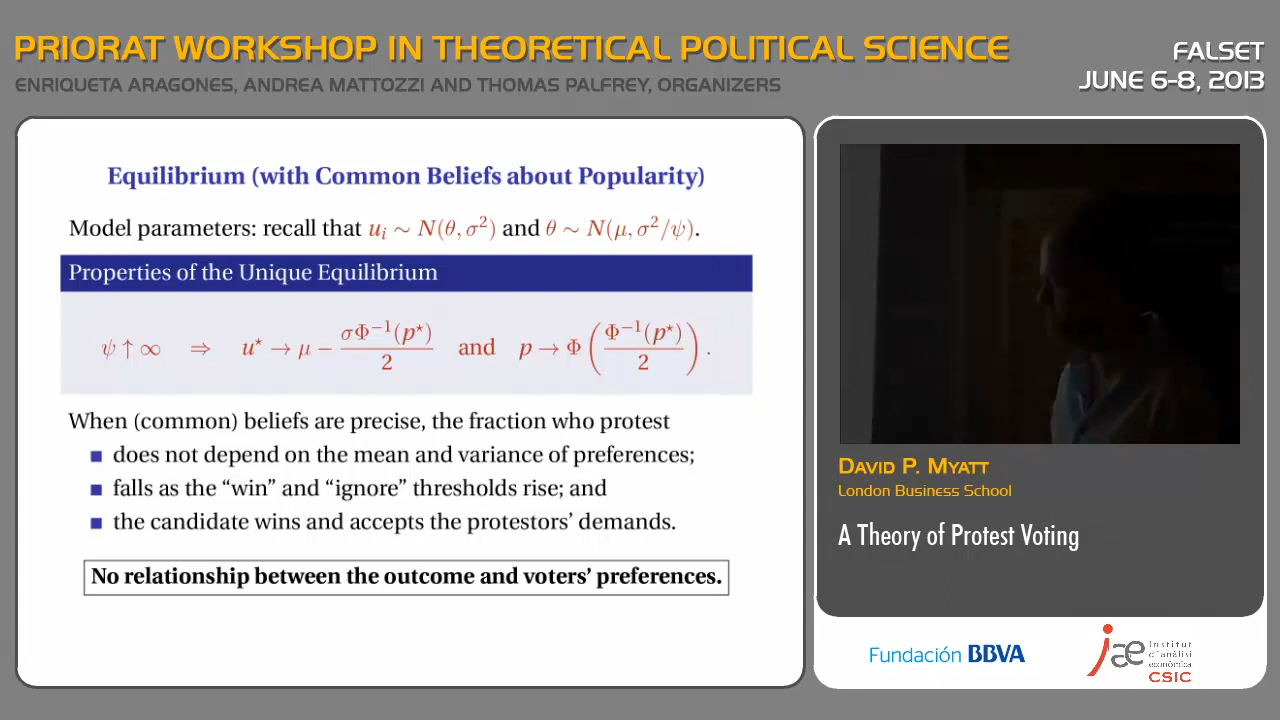 PRIORAT WORKSHOP IN THEORETICAL POLITICAL SCIENCE
ENRIQUETA ARAGONES, ANDREA MATTOZZI AND THOMAS PALFREY, ORGANIZERS
FALSET
JUNE 6-8, 2013
Equilibrium (with Common Beliefs about Popularity)
Model parameters: recall that u_i ∼ N(θ, σ²) and θ ∼ N(μ, σ²/ψ).
Properties of the Unique Equilibrium
ψ ↑ ∞ ⇒ u⋆ → μ − σΦ⁻¹(p⋆)/2 and p → Φ(Φ⁻¹(p⋆)/2).
When (common) beliefs are precise, the fraction who protest
■ does not depend on the mean and variance of preferences;
■ falls as the “win” and “ignore” thresholds rise; and
■ the candidate wins and accepts the protestors’ demands.
No relationship between the outcome and voters’ preferences.
DAVID P. MYATT
London Business School
A Theory of Protest Voting
Fundación BBVA
iae
Institut
d'anàlisi
econòmica
CSIC